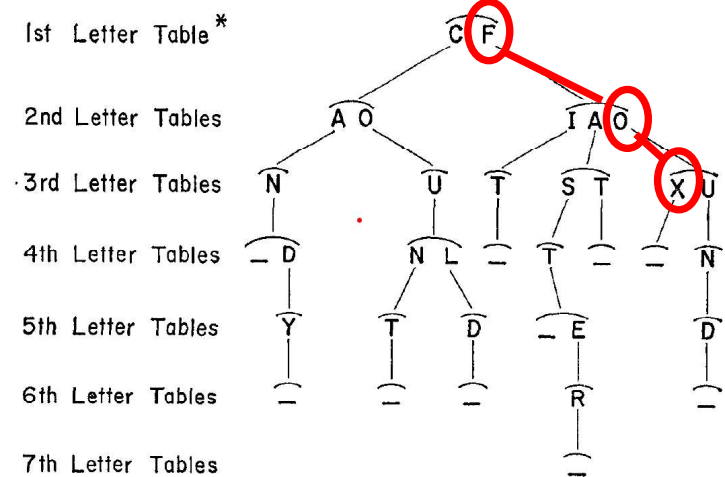 1st Letter Table* C F
2nd Letter Tables A O I A O
3rd Letter Tables N U T S T X U
4th Letter Tables _ D N L _ T _ _ N
5th Letter Tables Y T D _ E D
6th Letter Tables _ _ _ R _
7th Letter Tables _